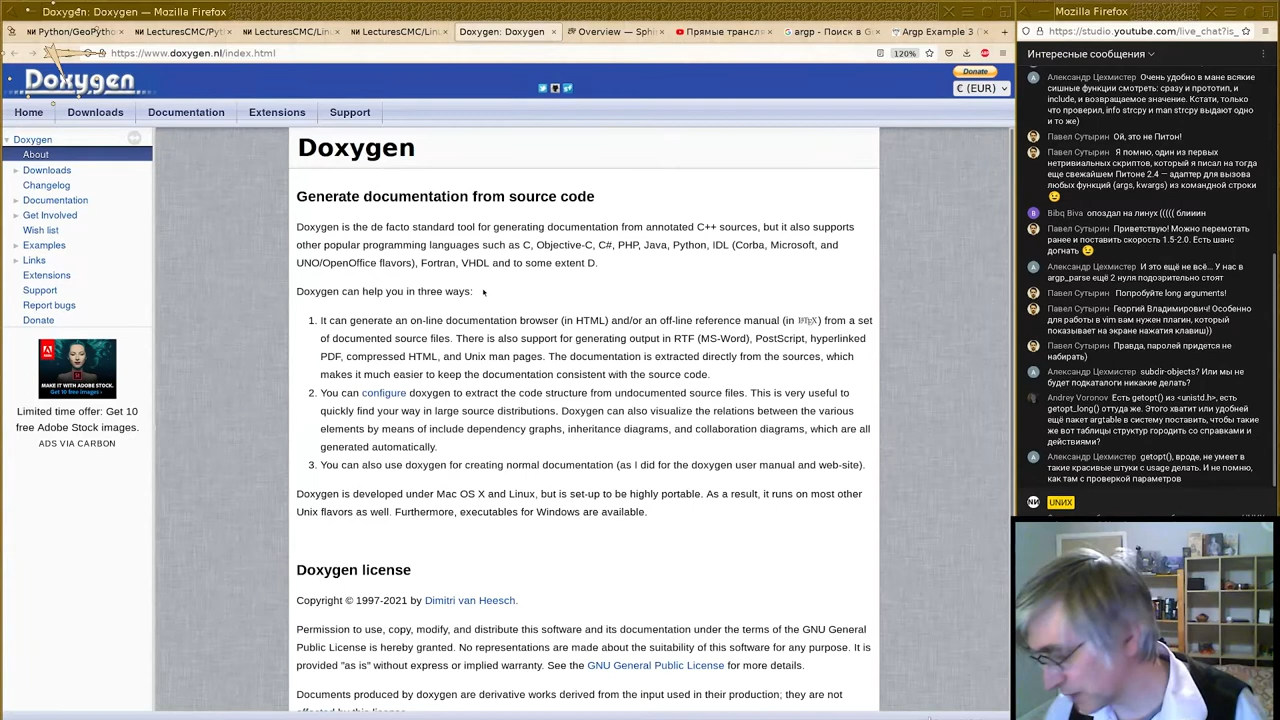 Doxygen: Doxygen — Mozilla Firefox
Mozilla Firefox
Python/GeoPytho
LecturesCMC/Pyt
LecturesCMC/Lin
LecturesCMC/Lin
Doxygen: Doxygen
Overview — Sphi
Прямые трансля
argp - Поиск в G
Argp Example 3 (
https://www.doxygen.nl/index.html
120%
https://studio.youtube.com/live_chat?is_
Doxygen
Donate
€ (EUR)
Home
Downloads
Documentation
Extensions
Support
Doxygen
About
Downloads
Changelog
Documentation
Get Involved
Wish list
Examples
Links
Extensions
Support
Report bugs
Donate
MAKE IT WITH ADOBE STOCK.
Get 10 free images ›
Limited time offer: Get 10
free Adobe Stock images.
ADS VIA CARBON
Doxygen
Generate documentation from source code
Doxygen is the de facto standard tool for generating documentation from annotated C++ sources, but it also supports
other popular programming languages such as C, Objective-C, C#, PHP, Java, Python, IDL (Corba, Microsoft, and
UNO/OpenOffice flavors), Fortran, VHDL and to some extent D.
Doxygen can help you in three ways:
1. It can generate an on-line documentation browser (in HTML) and/or an off-line reference manual (in LATEX) from a set
of documented source files. There is also support for generating output in RTF (MS-Word), PostScript, hyperlinked
PDF, compressed HTML, and Unix man pages. The documentation is extracted directly from the sources, which
makes it much easier to keep the documentation consistent with the source code.
2. You can configure doxygen to extract the code structure from undocumented source files. This is very useful to
quickly find your way in large source distributions. Doxygen can also visualize the relations between the various
elements by means of include dependency graphs, inheritance diagrams, and collaboration diagrams, which are all
generated automatically.
3. You can also use doxygen for creating normal documentation (as I did for the doxygen user manual and web-site).
Doxygen is developed under Mac OS X and Linux, but is set-up to be highly portable. As a result, it runs on most other
Unix flavors as well. Furthermore, executables for Windows are available.
Doxygen license
Copyright © 1997-2021 by Dimitri van Heesch.
Permission to use, copy, modify, and distribute this software and its documentation under the terms of the GNU General
Public License is hereby granted. No representations are made about the suitability of this software for any purpose. It is
provided "as is" without express or implied warranty. See the GNU General Public License for more details.
Documents produced by doxygen are derivative works derived from the input used in their production; they are not
Интересные сообщения
Александр Цехмистер Очень удобно в мане всякие
сишные функции смотреть: сразу и прототип, и
include, и возвращаемое значение. Кстати, только
что проверил, info strcpy и man strcpy выдают одно
и то же)
Павел Сутырин Ой, это не Питон!
Павел Сутырин Я помню, один из первых
нетривиальных скриптов, который я писал на тогда
еще свежайшем Питоне 2.4 — адаптер для вызова
любых функций (args, kwargs) из командной строки
Bibq Biva опоздал на линух ((((( блиинн
Павел Сутырин Приветствую! Можно перемотать
ранее и поставить скорость 1.5-2.0. Есть шанс
догнать
Александр Цехмистер И это ещё не всё... У нас в
argp_parse ещё 2 нуля подозрительно стоят
Павел Сутырин Попробуйте long arguments!
Александр Цехмистер Георгий Владимирович! Особенно
для работы в vim вам нужен плагин, который
показывает на экране нажатия клавиш))
Павел Сутырин Правда, паролей придется не
набирать)
Александр Цехмистер subdir-objects? Или мы не
будет подкаталоги никакие делать?
Andrey Voronov Есть getopt() из <unistd.h>, есть
getopt_long() оттуда же. Этого хватит или удобней
ещё пакет argtable в систему поставить, чтобы такие
же вот таблицы структур городить со справками и
действиями?
Александр Цехмистер getopt(), вроде, не умеет в
такие красивые штуки с usage делать. И не помню,
как там с проверкой параметров
UNИX